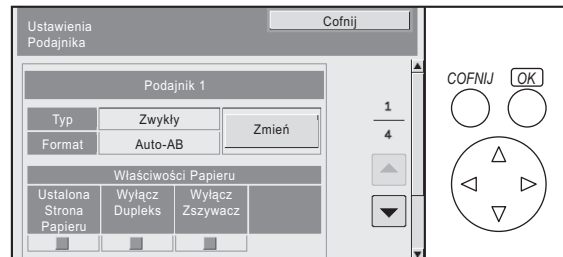 Ustawienia
Podajnika
Cofnij
Podajnik 1
Typ
Zwykły
Zmień
Format
Auto-AB
1
4
Właściwości Papieru
Ustalona
Strona
Papieru
Wyłącz
Dupleks
Wyłącz
Zszywacz
COFNIJ
OK